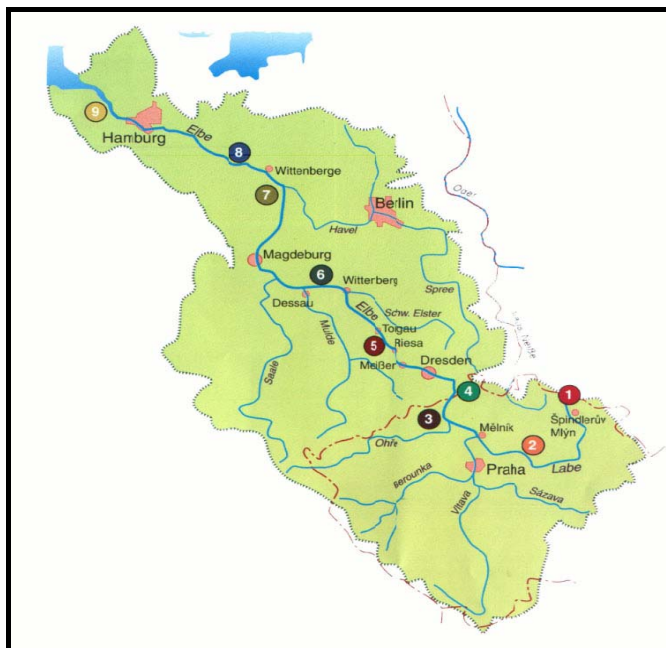 9
Hamburg
Elbe
8
Wittenberge
7
Berlin
Havel
Oder
Magdeburg
6
Witterberg
Dessau
Elbe
Spree
Schw. Elster
Mulde
Torgau
5
Riesa
Saale
Meißer
Dresden
4
1
3
Špindlerův
Mlýn
Mělník
2
Ohře
Labe
Praha
Berounka
Sázava
Vltava